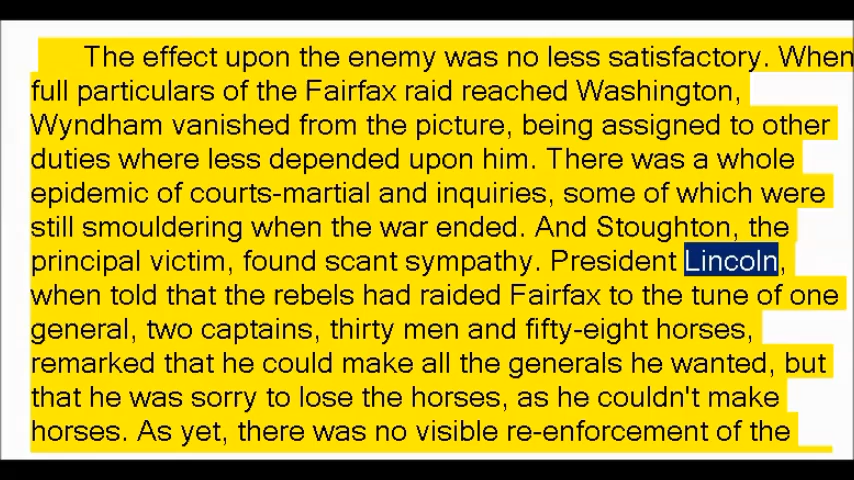 The effect upon the enemy was no less satisfactory. When
full particulars of the Fairfax raid reached Washington,
Wyndham vanished from the picture, being assigned to other
duties where less depended upon him. There was a whole
epidemic of courts-martial and inquiries, some of which were
still smouldering when the war ended. And Stoughton, the
principal victim, found scant sympathy. President Lincoln,
when told that the rebels had raided Fairfax to the tune of one
general, two captains, thirty men and fifty-eight horses,
remarked that he could make all the generals he wanted, but
that he was sorry to lose the horses, as he couldn't make
horses. As yet, there was no visible re-enforcement of the